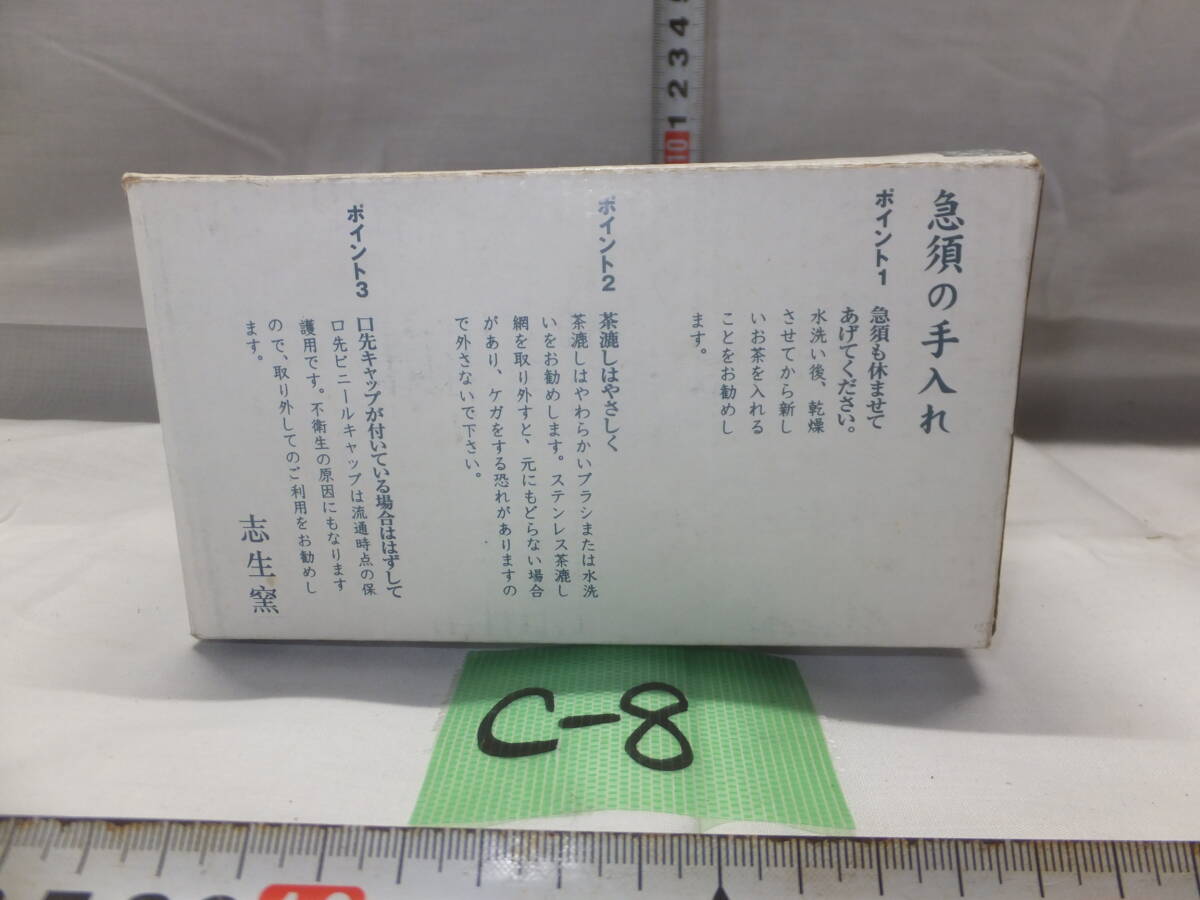 急須の手入れ
ポイント1
急須も休ませて
あげてください。
水洗い後、乾燥
させてから新し
いお茶を入れる
ことをお勧めし
ます。
ポイント2
茶漉しはやさしく
茶漉しはやわらかいブラシまたは水洗
いをお勧めします。ステンレス茶漉し
網を取り外すと、元にもどらない場合
があり、ケガをする恐れがありますの
で外さないで下さい。
ポイント3
口先キャップが付いている場合ははずして
口先ビニールキャップは流通時点の保
護用です。不衛生の原因にもなります
ので、取り外してのご利用をお勧めし
ます。
志生窯
C-8
4
3
2
1
10